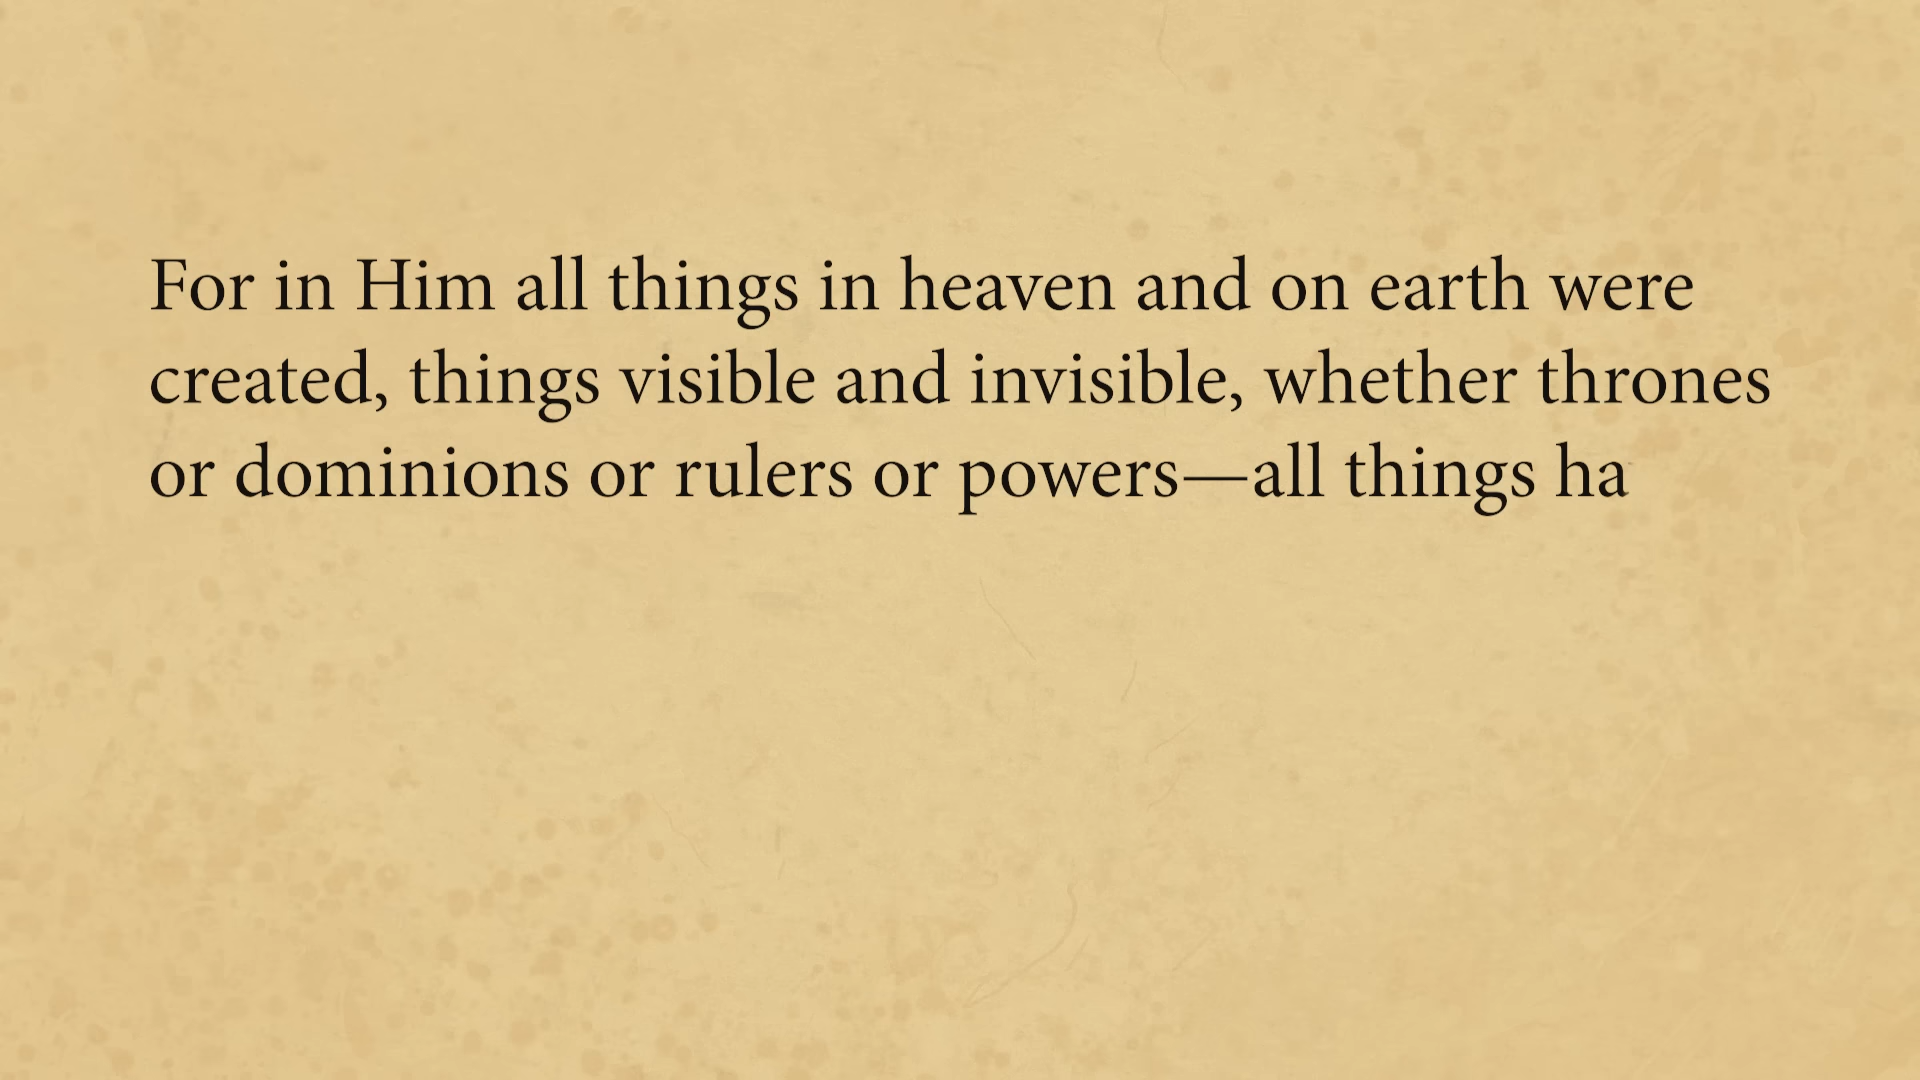 For in Him all things in heaven and on earth were
created, things visible and invisible, whether thrones
or dominions or rulers or powers—all things ha